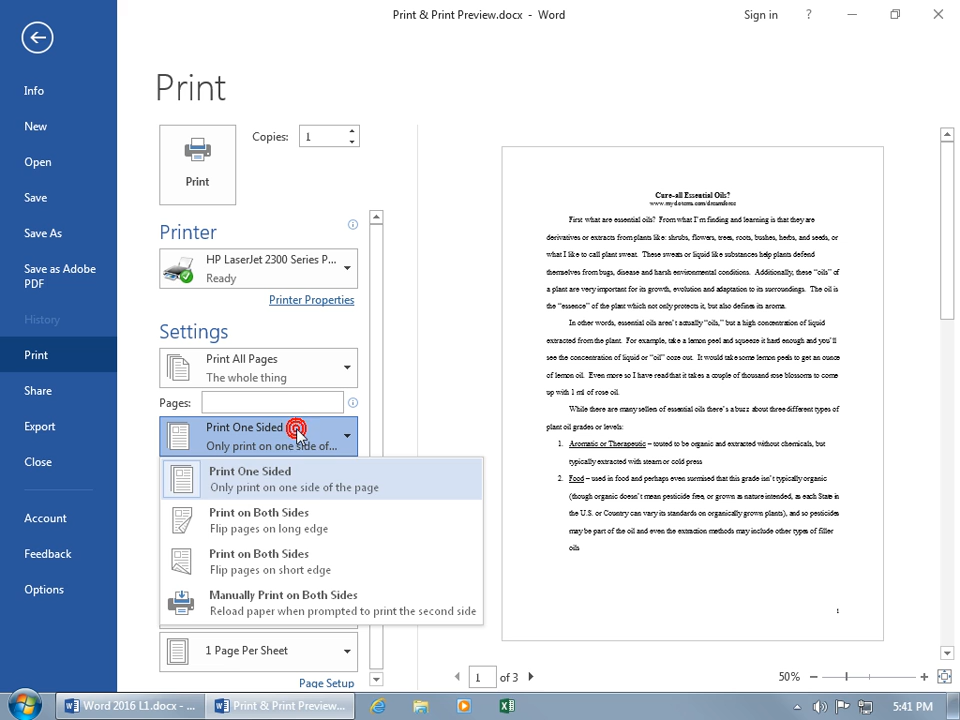 Print & Print Preview.docx - Word
Sign in
?
Info
New
Open
Save
Save As
Save as Adobe
PDF
History
Print
Share
Export
Close
Account
Feedback
Options
Print
Print
Copies:
1
Printer
HP LaserJet 2300 Series P...
Ready
Printer Properties
Settings
Print All Pages
The whole thing
Pages:
Print One Sided
Only print on one side of...
Print One Sided
Only print on one side of the page
Print on Both Sides
Flip pages on long edge
Print on Both Sides
Flip pages on short edge
Manually Print on Both Sides
Reload paper when prompted to print the second side
1 Page Per Sheet
Page Setup
Cure-all Essential Oils?
www.mydoterra.com/dreamforce
First what are essential oils? From what I'm finding and learning is that they are
derivatives or extracts from plants like: shrubs, flowers, trees, roots, bushes, herbs, and seeds, or
what I like to call plant sweat. These sweats or liquid like substances help plants defend
themselves from bugs, disease and harsh environmental conditions. Additionally, these "oils" of
a plant are very important for its growth, evolution and adaptation to its surroundings. The oil is
the "essence" of the plant which not only protects it, but also defines its aroma.
In other words, essential oils aren't actually "oils," but a high concentration of liquid
extracted from the plant. For example, take a lemon peel and squeeze it hard enough and you'll
see the concentration of liquid or "oil" ooze out. It would take some lemon peels to get an ounce
of lemon oil. Even more so I have read that it takes a couple of thousand rose blossoms to come
up with 1 ml of rose oil.
While there are many sellers of essential oils there's a buzz about three different types of
plant oil grades or levels:
1. Aromatic or Therapeutic – touted to be organic and extracted without chemicals, but
typically extracted with steam or cold press
2. Food – used in food and perhaps even surmised that this grade isn't typically organic
(though organic doesn't mean pesticide free, or grown as nature intended, as each State in
the U.S. or Country can vary its standards on organically grown plants), and so pesticides
may be part of the oil and even the extraction methods may include other types of filler
oils
1
1 of 3
50%
Word 2016 L1.docx - ...
Print & Print Preview...
5:41 PM